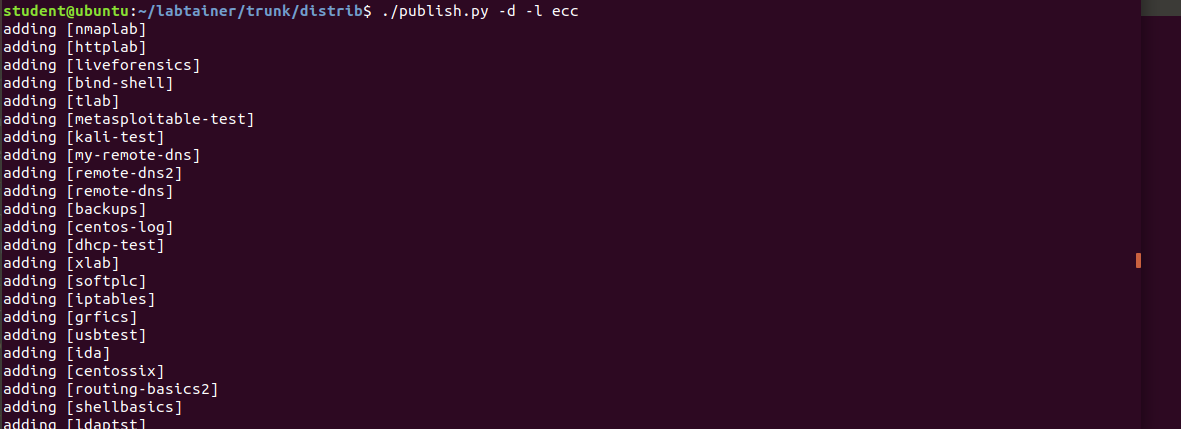 student@ubuntu:~/labtainer/trunk/distrib$ ./publish.py -d -l ecc
adding [nmaplab]
adding [httplab]
adding [liveforensics]
adding [bind-shell]
adding [tlab]
adding [metasploitable-test]
adding [kali-test]
adding [my-remote-dns]
adding [remote-dns2]
adding [remote-dns]
adding [backups]
adding [centos-log]
adding [dhcp-test]
adding [xlab]
adding [softplc]
adding [iptables]
adding [grfics]
adding [usbtest]
adding [ida]
adding [centossix]
adding [routing-basics2]
adding [shellbasics]
adding [ldaptst]